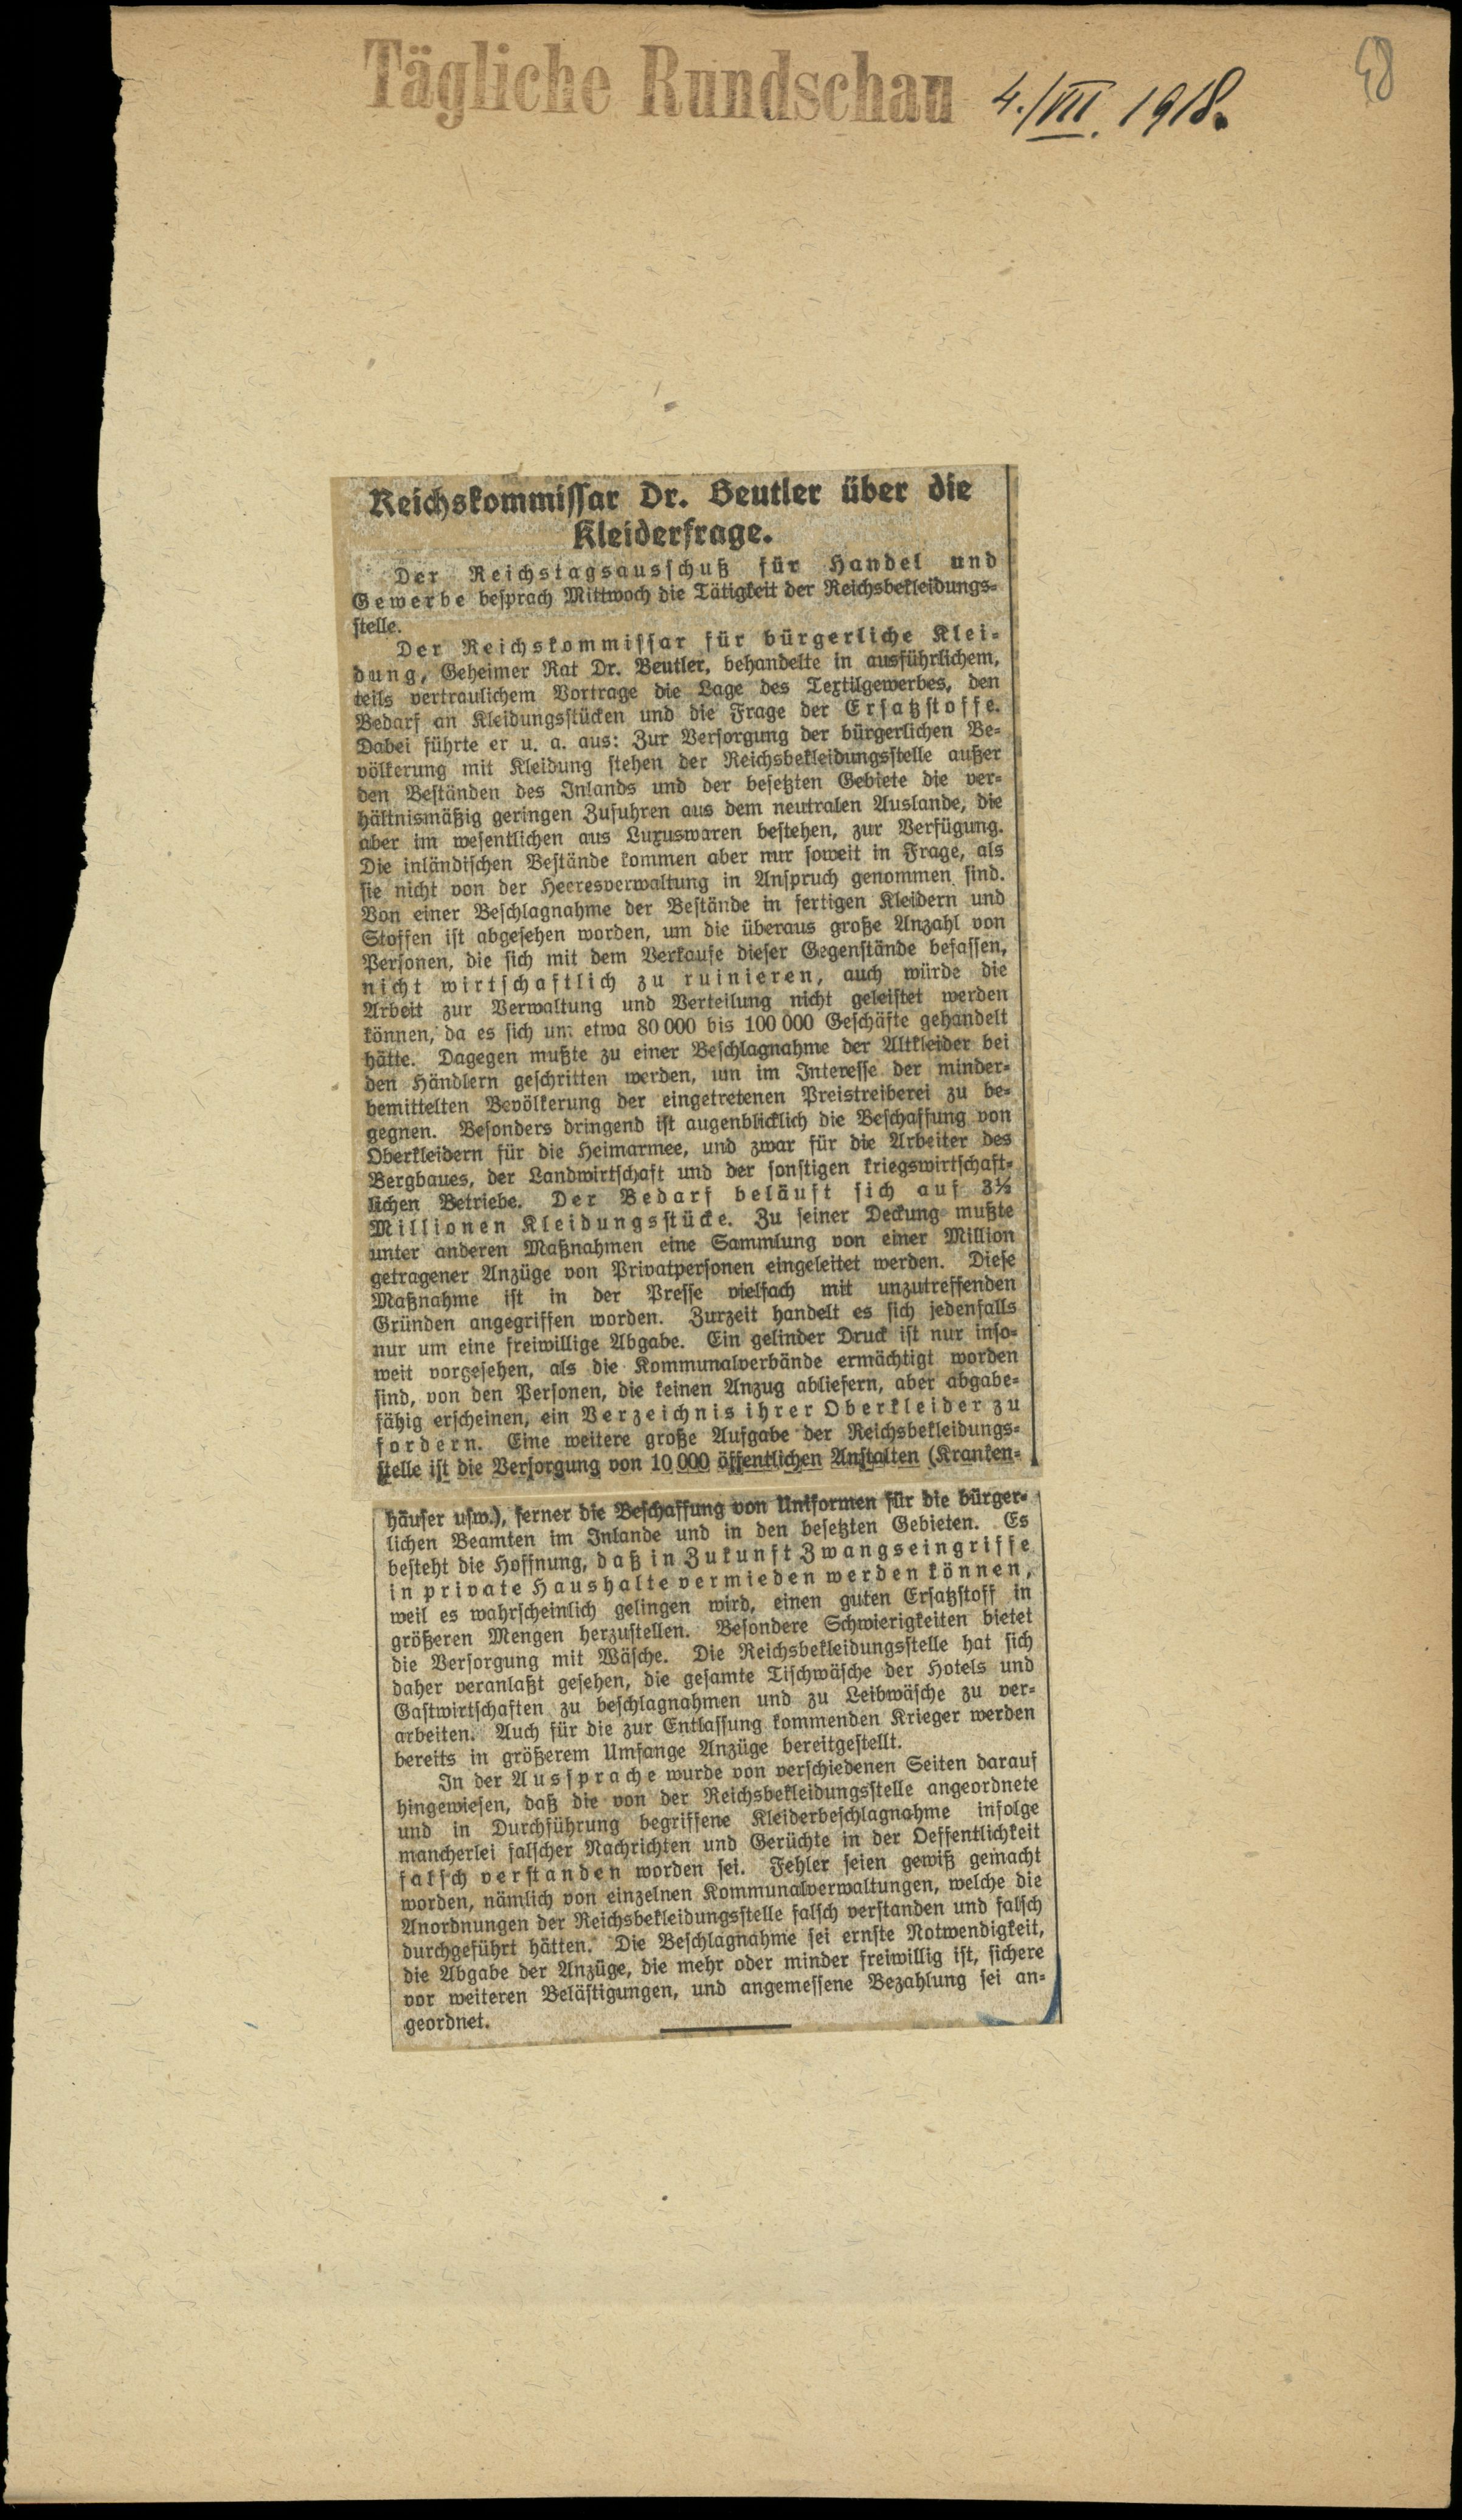 Tägliche Rundschau 4./VII. 1918.
48
Reichskommissar Dr. Beutler über die
Kleiderfrage.
Der Reichstagsausschuß für Handel und
Gewerbe besprach Mittwoch die Tätigkeit der Reichsbekleidungs-
stelle.
Der Reichskommissar für bürgerliche Klei-
dung, Geheimer Rat Dr. Beutler, behandelte in ausführlichem,
teils vertraulichem Vortrage die Lage des Textilgewerbes, den
Bedarf an Kleidungsstücken und die Frage der Ersatzstoffe.
Dabei führte er u. a. aus: Zur Versorgung der bürgerlichen Be-
völkerung mit Kleidung stehen der Reichsbekleidungsstelle außer
den Beständen des Inlands und der besetzten Gebiete die ver-
hältnismäßig geringen Zufuhren aus dem neutralen Auslande, die
aber im wesentlichen aus Luxuswaren bestehen, zur Verfügung.
Die inländischen Bestände kommen aber nur soweit in Frage, als
sie nicht von der Heeresverwaltung in Anspruch genommen sind.
Von einer Beschlagnahme der Bestände in fertigen Kleidern und
Stoffen ist abgesehen worden, um die überaus große Anzahl von
Personen, die sich mit dem Verkaufe dieser Gegenstände befassen,
nicht wirtschaftlich zu ruinieren, auch würde die
Arbeit zur Verwaltung und Verteilung nicht geleistet werden
können, da es sich um etwa 80 000 bis 100 000 Geschäfte gehandelt
hätte. Dagegen mußte zu einer Beschlagnahme der Altkleider bei
den Händlern geschritten werden, um im Interesse der minder-
bemittelten Bevölkerung der eingetretenen Preistreiberei zu be-
gegnen. Besonders dringend ist augenblicklich die Beschaffung von
Oberkleidern für die Heimarmee, und zwar für die Arbeiter des
Bergbaues, der Landwirtschaft und der sonstigen kriegswirtschaft-
lichen Betriebe. Der Bedarf beläuft sich auf 3½
Millionen Kleidungsstücke. Zu seiner Deckung mußte
unter anderen Maßnahmen eine Sammlung von einer Million
getragener Anzüge von Privatpersonen eingeleitet werden. Diese
Maßnahme ist in der Presse vielfach mit unzutreffenden
Gründen angegriffen worden. Zurzeit handelt es sich jedenfalls
nur um eine freiwillige Abgabe. Ein gelinder Druck ist nur inso-
weit vorgesehen, als die Kommunalverbände ermächtigt worden
sind, von den Personen, die keinen Anzug abliefern, aber abgabe-
fähig erscheinen, ein Verzeichnis ihrer Oberkleider zu
fordern. Eine weitere große Aufgabe der Reichsbekleidungs-
stelle ist die Versorgung von 10 000 öffentlichen Anstalten (Kranken-
häuser usw.), ferner die Beschaffung von Uniformen für die bürger-
lichen Beamten im Inlande und in den besetzten Gebieten. Es
besteht die Hoffnung, daß in Zukunft Zwangseingriffe
in private Haushalte vermieden werden können,
weil es wahrscheinlich gelingen wird, einen guten Ersatzstoff in
größeren Mengen herzustellen. Besondere Schwierigkeiten bietet
die Versorgung mit Wäsche. Die Reichsbekleidungsstelle hat sich
daher veranlaßt gesehen, die gesamte Tischwäsche der Hotels und
Gastwirtschaften zu beschlagnahmen und zu Leibwäsche zu ver-
arbeiten. Auch für die zur Entlassung kommenden Krieger werden
bereits in größerem Umfange Anzüge bereitgestellt.
In der Aussprache wurde von verschiedenen Seiten darauf
hingewiesen, daß die von der Reichsbekleidungsstelle angeordnete
und in Durchführung begriffene Kleiderbeschlagnahme infolge
mancherlei falscher Nachrichten und Gerüchte in der Oeffentlichkeit
falsch verstanden worden sei. Fehler seien gewiß gemacht
worden, nämlich von einzelnen Kommunalverwaltungen, welche die
Anordnungen der Reichsbekleidungsstelle falsch verstanden und falsch
durchgeführt hätten. Die Beschlagnahme sei ernste Notwendigkeit,
die Abgabe der Anzüge, die mehr oder minder freiwillig ist, sichere
vor weiteren Belästigungen, und angemessene Bezahlung sei an-
geordnet.